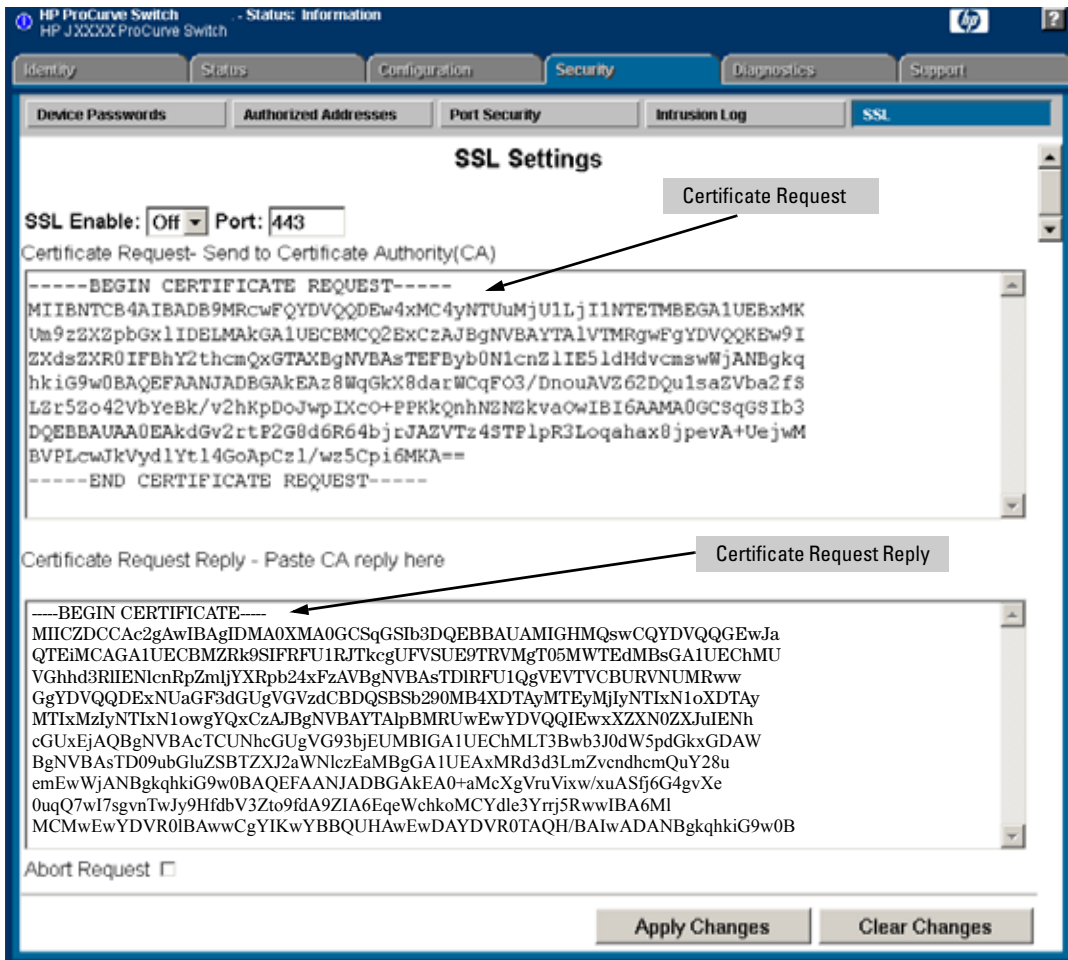 HP ProCurve Switch . - Status: Information
HP JXXXX ProCurve Switch
hp ?
Identity Status Configuration Security Diagnostics Support
Device Passwords Authorized Addresses Port Security Intrusion Log SSL
SSL Settings
Certificate Request
SSL Enable: Off Port: 443
Certificate Request- Send to Certificate Authority(CA)
-----BEGIN CERTIFICATE REQUEST-----
MIIBNTCB4AIBADB9MRcwFQYDVQQDEw4xMC4yNTUuMjU1LjI1NTETMBEGA1UEBxMK
Um9zZXZpbGxlIDELMAkGA1UECBMCQ2ExCzAJBgNVBAYTAlVTMRgwFgYDVQQKEw9I
ZXdsZXR0IFBhY2thcmQxGTAXBgNVBAsTEFByb0N1cnZlIE5ldHdvcmswWjANBgkq
hkiG9w0BAQEFAANJADBGAkEAz8WqGkX8darWCqFO3/DnouAVZ62DQu1saZVba2fS
LZr5Zo42VbYeBk/v2hKpDoJwpIXcO+PPKkQnhNZNZkvaOwIBI6AAMA0GCSqGSIb3
DQEBBAUAA0EAkdGv2rtP2G8d6R64bjrJAZVTz4STPlpR3Loqahax8jpevA+UejwM
BVPLcwJkVydlYtl4GoApCzl/wz5Cpi6MKA==
-----END CERTIFICATE REQUEST-----
Certificate Request Reply - Paste CA reply here
Certificate Request Reply
-----BEGIN CERTIFICATE-----
MIICZDCCAc2gAwIBAgIDMA0XMA0GCSqGSIb3DQEBBAUAMIGHMQswCQYDVQQGEwJa
QTEiMCAGA1UECBMZRk9SIFRFU1RJTkcgUFVSUE9TRVMgT05MWTEdMBsGA1UEChMU
VGhhd3RlIENlcnRpZmljYXRpb24xFzAVBgNVBAsTDlRFU1QgVEVTVCBURVNUMRww
GgYDVQQDExNUaGF3dGUgVGVzdCBDQSBSb290MB4XDTAyMTEyMjIyNTIxN1oXDTAy
MTIxMzIyNTIxN1owgYQxCzAJBgNVBAYTAlpBMRUwEwYDVQQIEwxXZXN0ZXJuIENh
cGUxEjAQBgNVBAcTCUNhcGUgVG93bjEUMBIGA1UEChMLT3Bwb3J0dW5pdGkxGDAW
BgNVBAsTD09ubGluZSBTZXJ2aWNlczEaMBgGA1UEAxMRd3d3LmZvcndhcmQuY28u
emEwWjANBgkqhkiG9w0BAQEFAANJADBGAkEA0+aMcXgVruVixw/xuASfj6G4gvXe
0uqQ7wI7sgvnTwJy9HfdbV3Zto9fdA9ZIA6EqeWchkoMCYdle3Yrrj5RwwIBA6Ml
MCMwEwYDVR0lBAwwCgYIKwYBBQUHAwEwDAYDVR0TAQH/BAIwADANBgkqhkiG9w0B
Abort Request
Apply Changes Clear Changes